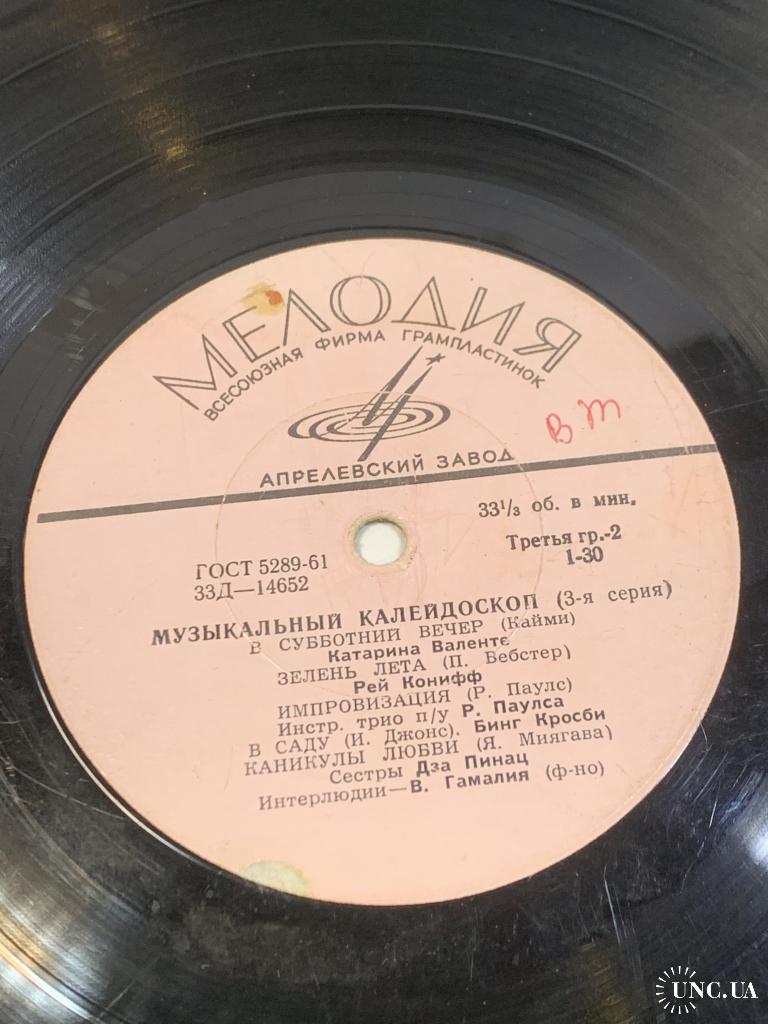 МЕЛОДИЯ
ВСЕСОЮЗНАЯ ФИРМА ГРАМПЛАСТИНОК
В Т
АПРЕЛЕВСКИЙ ЗАВОД
33 1/3 об. в мин.
ГОСТ 5289-61
Третья гр.-2
33Д—14652
1-30
МУЗЫКАЛЬНЫЙ КАЛЕЙДОСКОП (3-я серия)
В СУББОТНИЙ ВЕЧЕР (Кайми)
Катарина Валенте
ЗЕЛЕНЬ ЛЕТА (П. Вебстер)
Рей Конифф
ИМПРОВИЗАЦИЯ (Р. Паулс)
Инстр. трио п/у Р. Паулса
В САДУ (И. Джонс). Бинг Кросби
КАНИКУЛЫ ЛЮБВИ (Я. Миягава)
Сестры Дза Пинац
Интерлюдии—В. Гамалия (ф-но)
UNC.UA